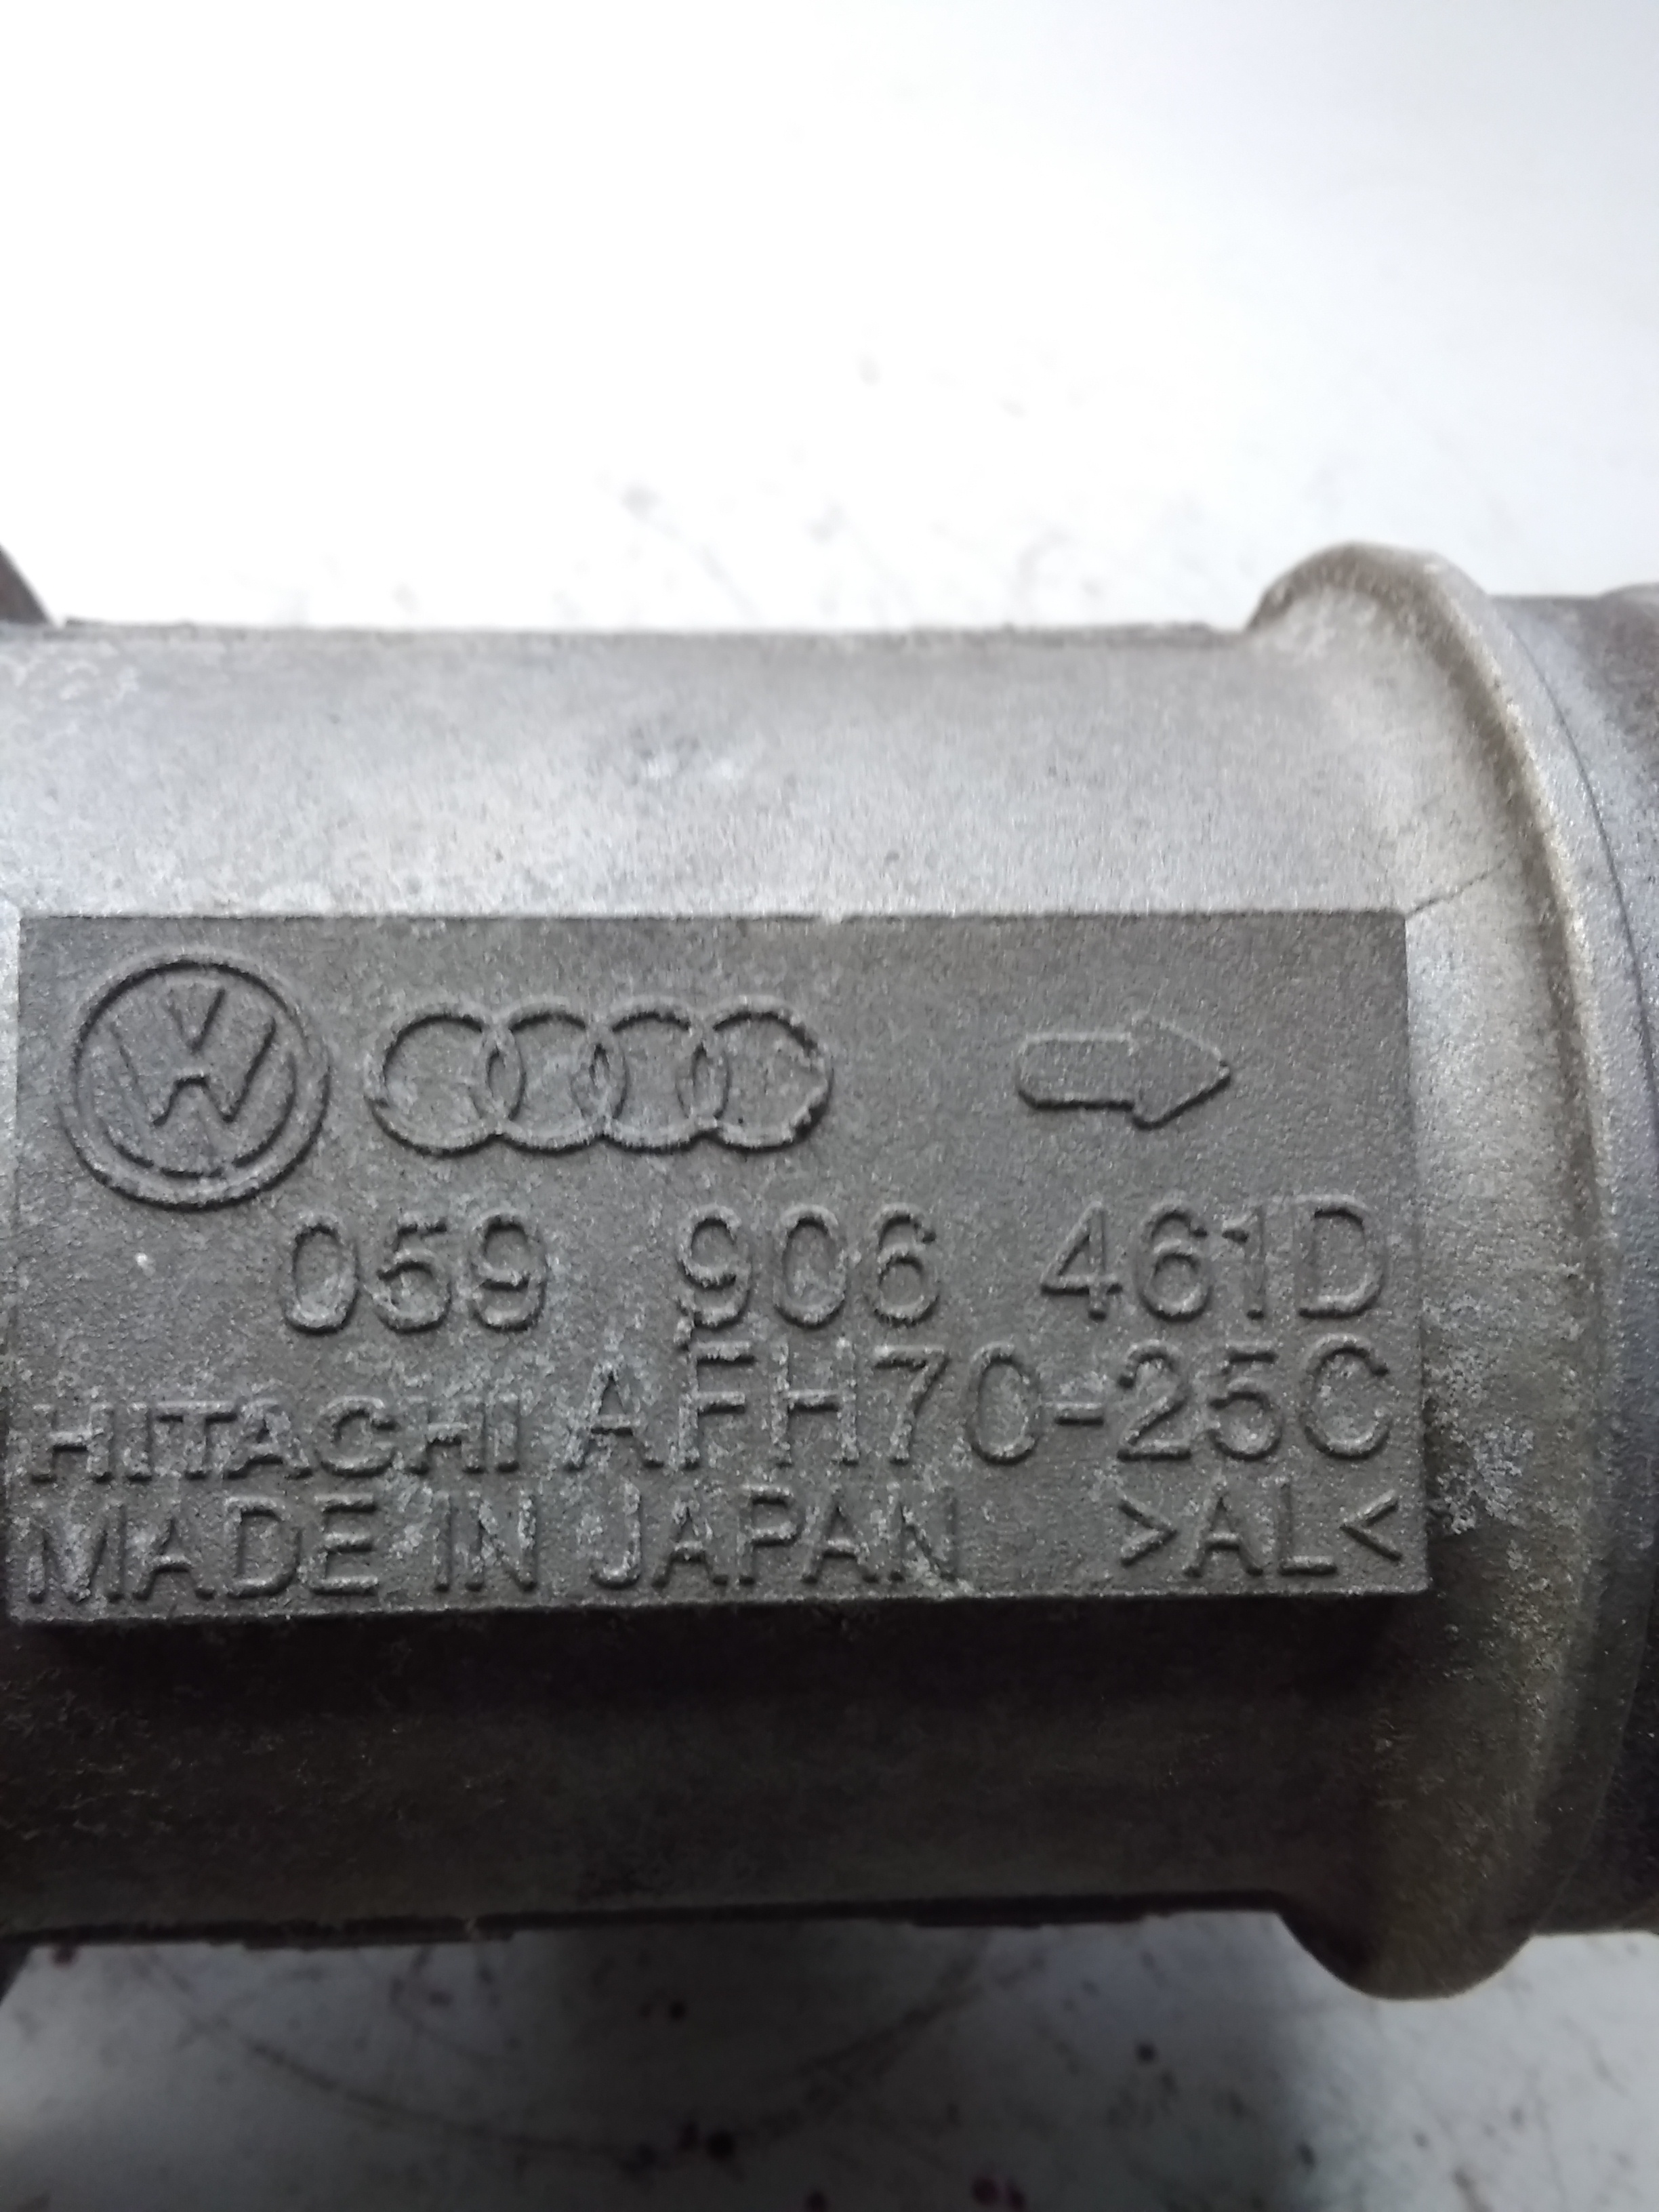 059 906 461D
HITACHI AFH70-25C
MADE IN JAPAN >AL<